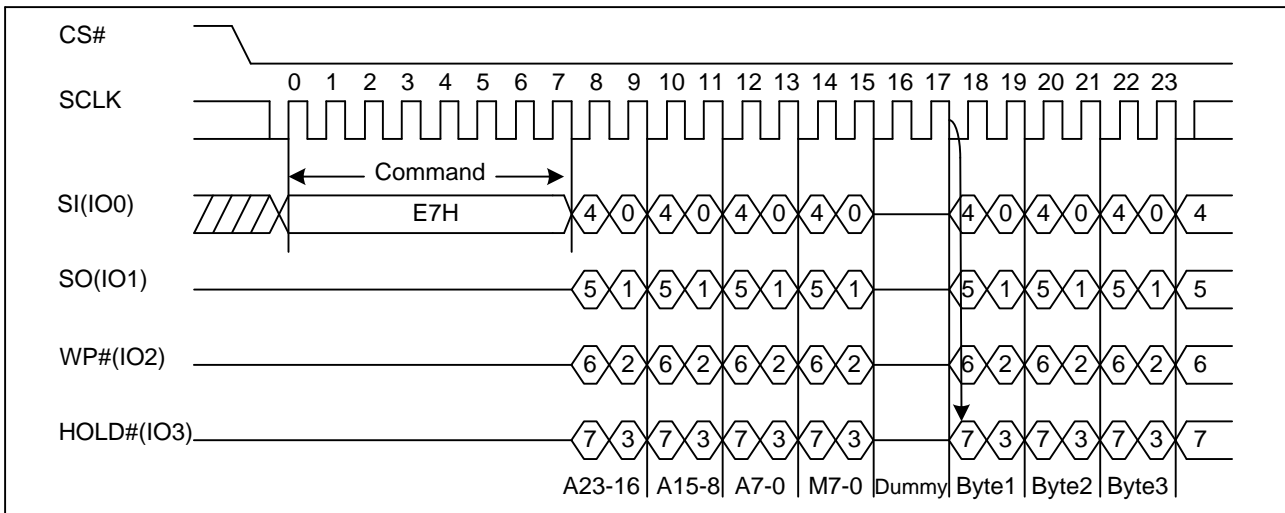 CS#
0 1 2 3 4 5 6 7 8 9 10 11 12 13 14 15 16 17 18 19 20 21 22 23
SCLK
Command
SI(IO0) E7H 4 0 4 0 4 0 4 0 4 0 4 0 4 0 4
SO(IO1) 5 1 5 1 5 1 5 1 5 1 5 1 5 1 5
WP#(IO2) 6 2 6 2 6 2 6 2 6 2 6 2 6 2 6
HOLD#(IO3) 7 3 7 3 7 3 7 3 7 3 7 3 7 3 7
A23-16 A15-8 A7-0 M7-0 Dummy Byte1 Byte2 Byte3